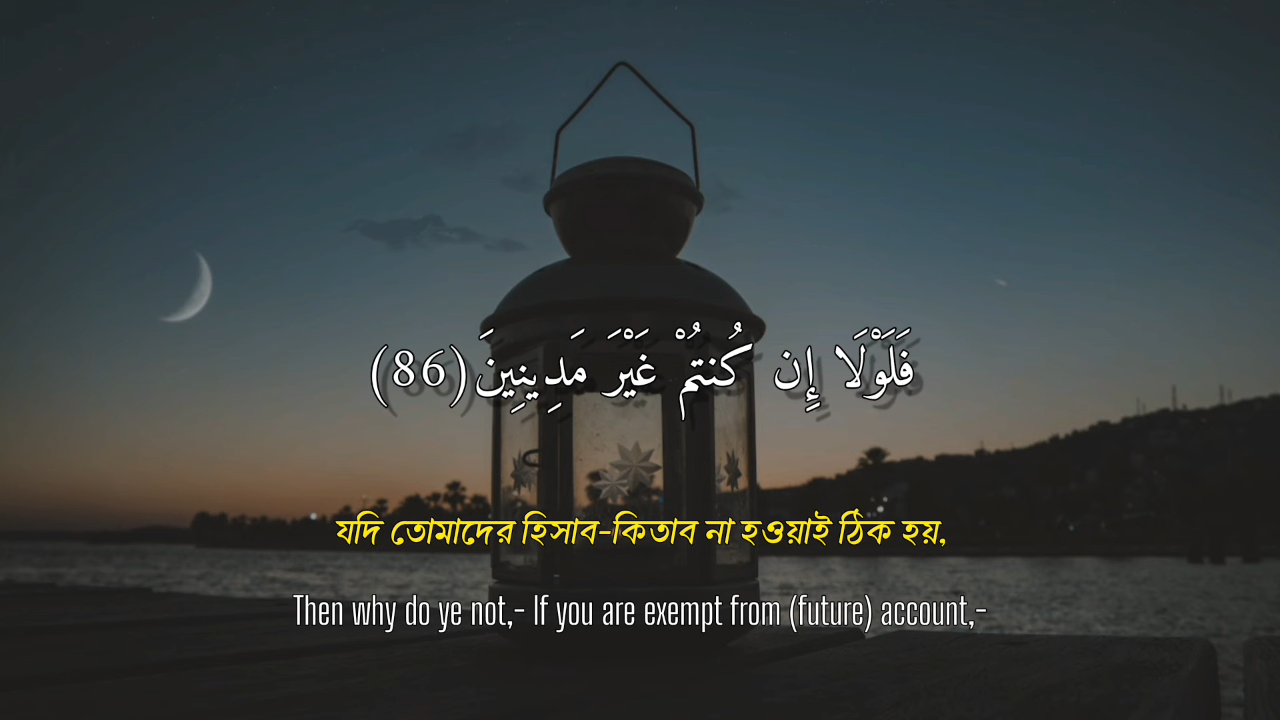 فَلَوْلَا إِن كُنتُمْ غَيْرَ مَدِينِينَ(86)
যদি তোমাদের হিসাব-কিতাব না হওয়াই ঠিক হয়,
Then why do ye not,- If you are exempt from (future) account,-